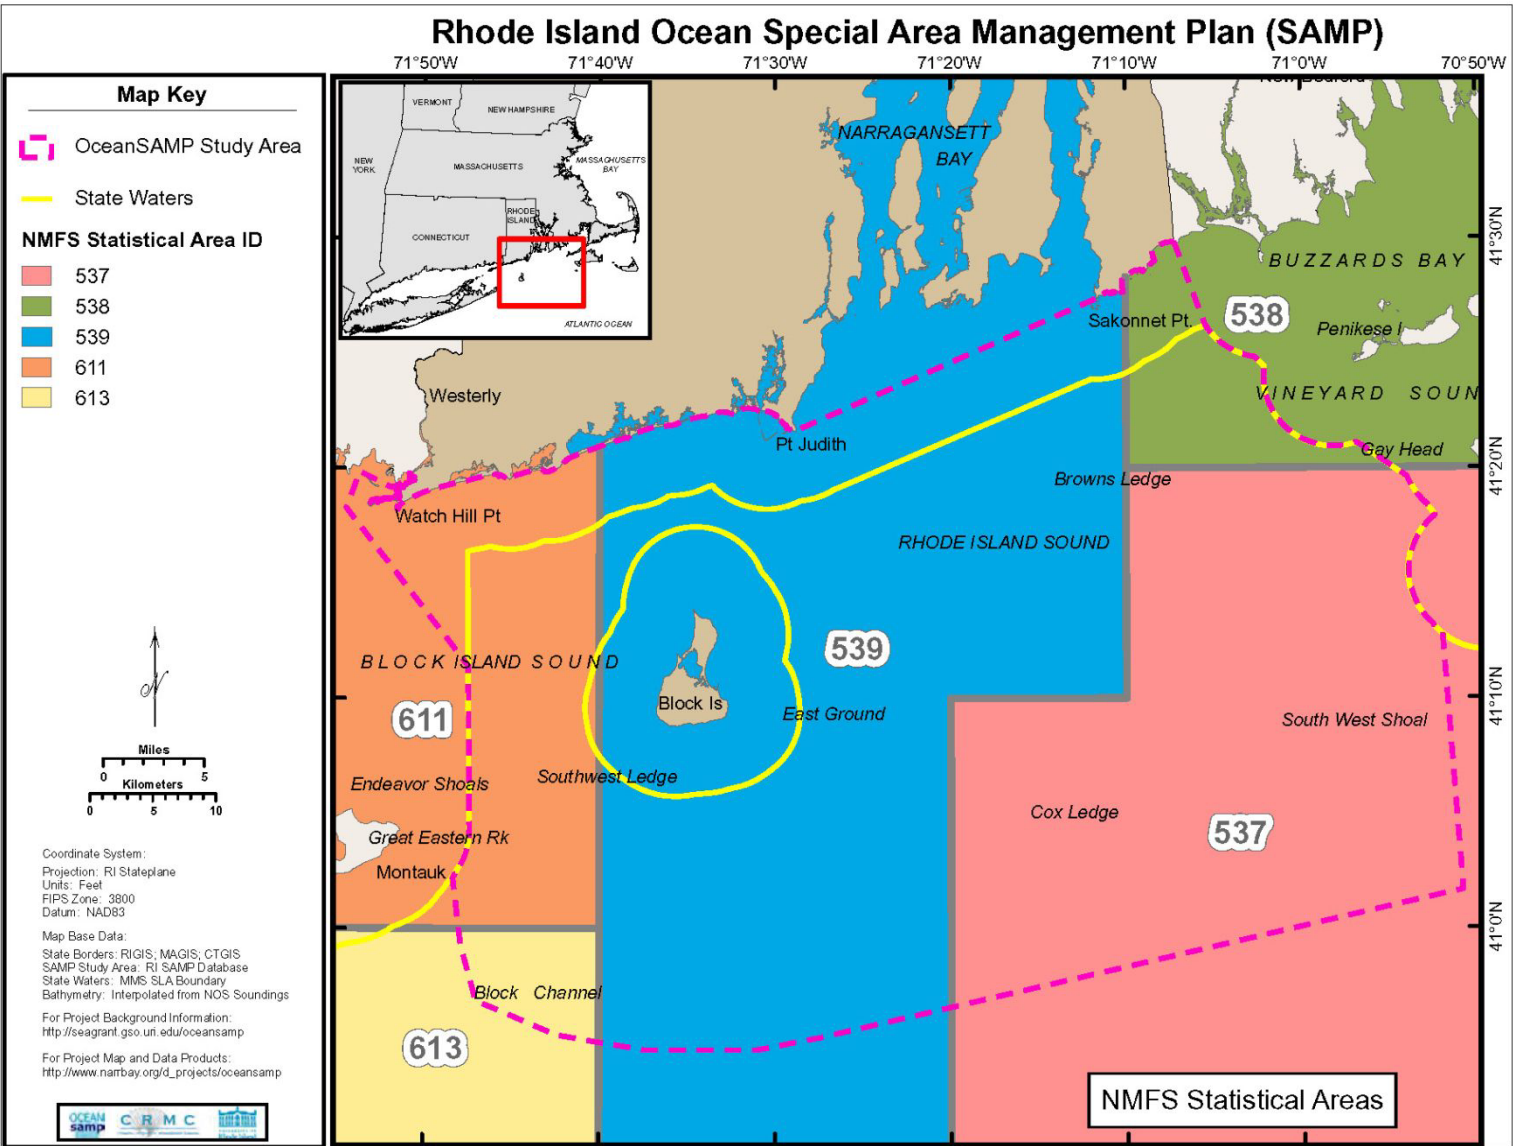 Rhode Island Ocean Special Area Management Plan (SAMP)
71°50'W 71°40'W 71°30'W 71°20'W 71°10'W 71°0'W 70°50'W
Map Key
OceanSAMP Study Area
State Waters
NMFS Statistical Area ID
537
538
539
611
613
Miles
0 5
Kilometers
0 5 10
Coordinate System:
Projection: RI Stateplane
Units: Feet
FIPS Zone: 3800
Datum: NAD83
Map Base Data:
State Borders: RIGIS; MAGIS; CTGIS
SAMP Study Area: RI SAMP Database
State Waters: MMS SLA Boundary
Bathymetry: Interpolated from NOS Soundings
For Project Background Information:
http://seagrant.gso.uri.edu/oceansamp
For Project Map and Data Products:
http://www.narrbay.org/d_projects/oceansamp
OCEAN
samp
C R M C
VERMONT
NEW HAMPSHIRE
NEW
YORK
MASSACHUSETTS
MASSACHUSETTS
BAY
RHODE
ISLAND
CONNECTICUT
ATLANTIC OCEAN
NARRAGANSETT
BAY
BUZZARDS BAY
538
Sakonnet Pt.
Penikese I
VINEYARD SOUN
Westerly
Pt Judith
Gay Head
Browns Ledge
Watch Hill Pt
RHODE ISLAND SOUND
539
BLOCK ISLAND SOUND
Block Is
611
East Ground
South West Shoal
Endeavor Shoals
Southwest Ledge
Cox Ledge
537
Great Eastern Rk
Montauk
Block Channel
613
NMFS Statistical Areas
41°30'N
41°20'N
41°10'N
41°0'N